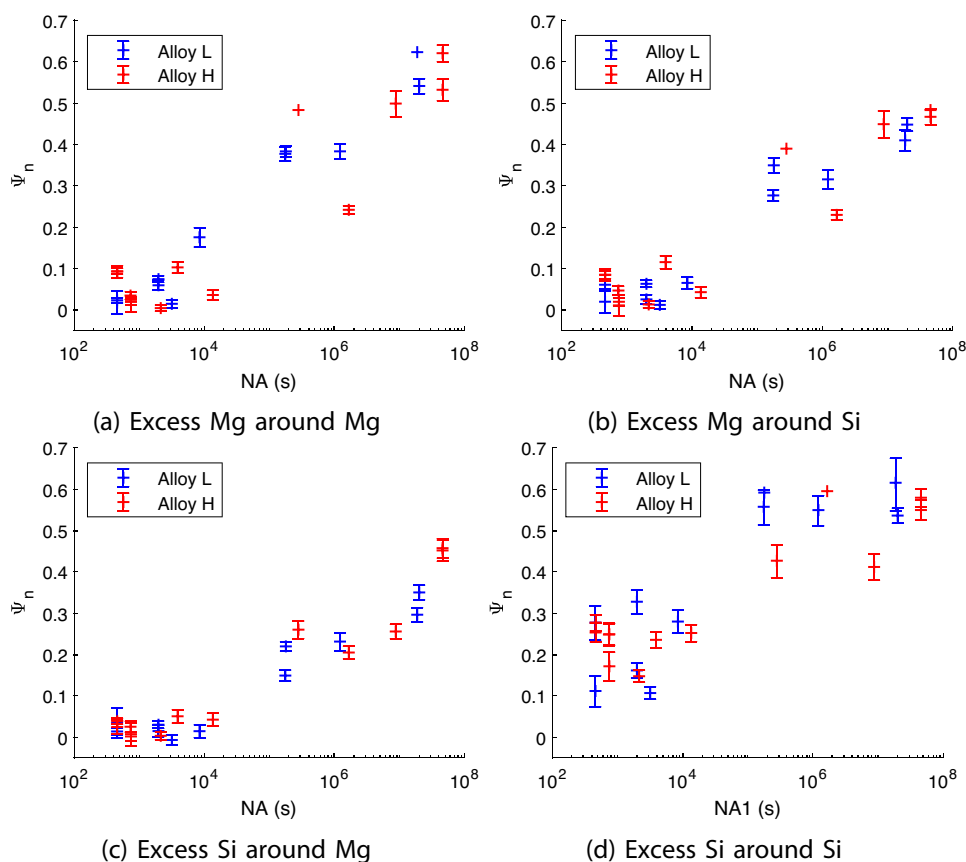 0.7
0.6
0.5
0.4
0.3
0.2
0.1
0
Ψn
Alloy L
Alloy H
10^2 10^4 10^6 10^8
NA (s)
(a) Excess Mg around Mg
0.7
0.6
0.5
0.4
0.3
0.2
0.1
0
Ψn
Alloy L
Alloy H
10^2 10^4 10^6 10^8
NA (s)
(b) Excess Mg around Si
0.7
0.6
0.5
0.4
0.3
0.2
0.1
0
Ψn
Alloy L
Alloy H
10^2 10^4 10^6 10^8
NA (s)
(c) Excess Si around Mg
0.7
0.6
0.5
0.4
0.3
0.2
0.1
0
Ψn
Alloy L
Alloy H
10^2 10^4 10^6 10^8
NA1 (s)
(d) Excess Si around Si